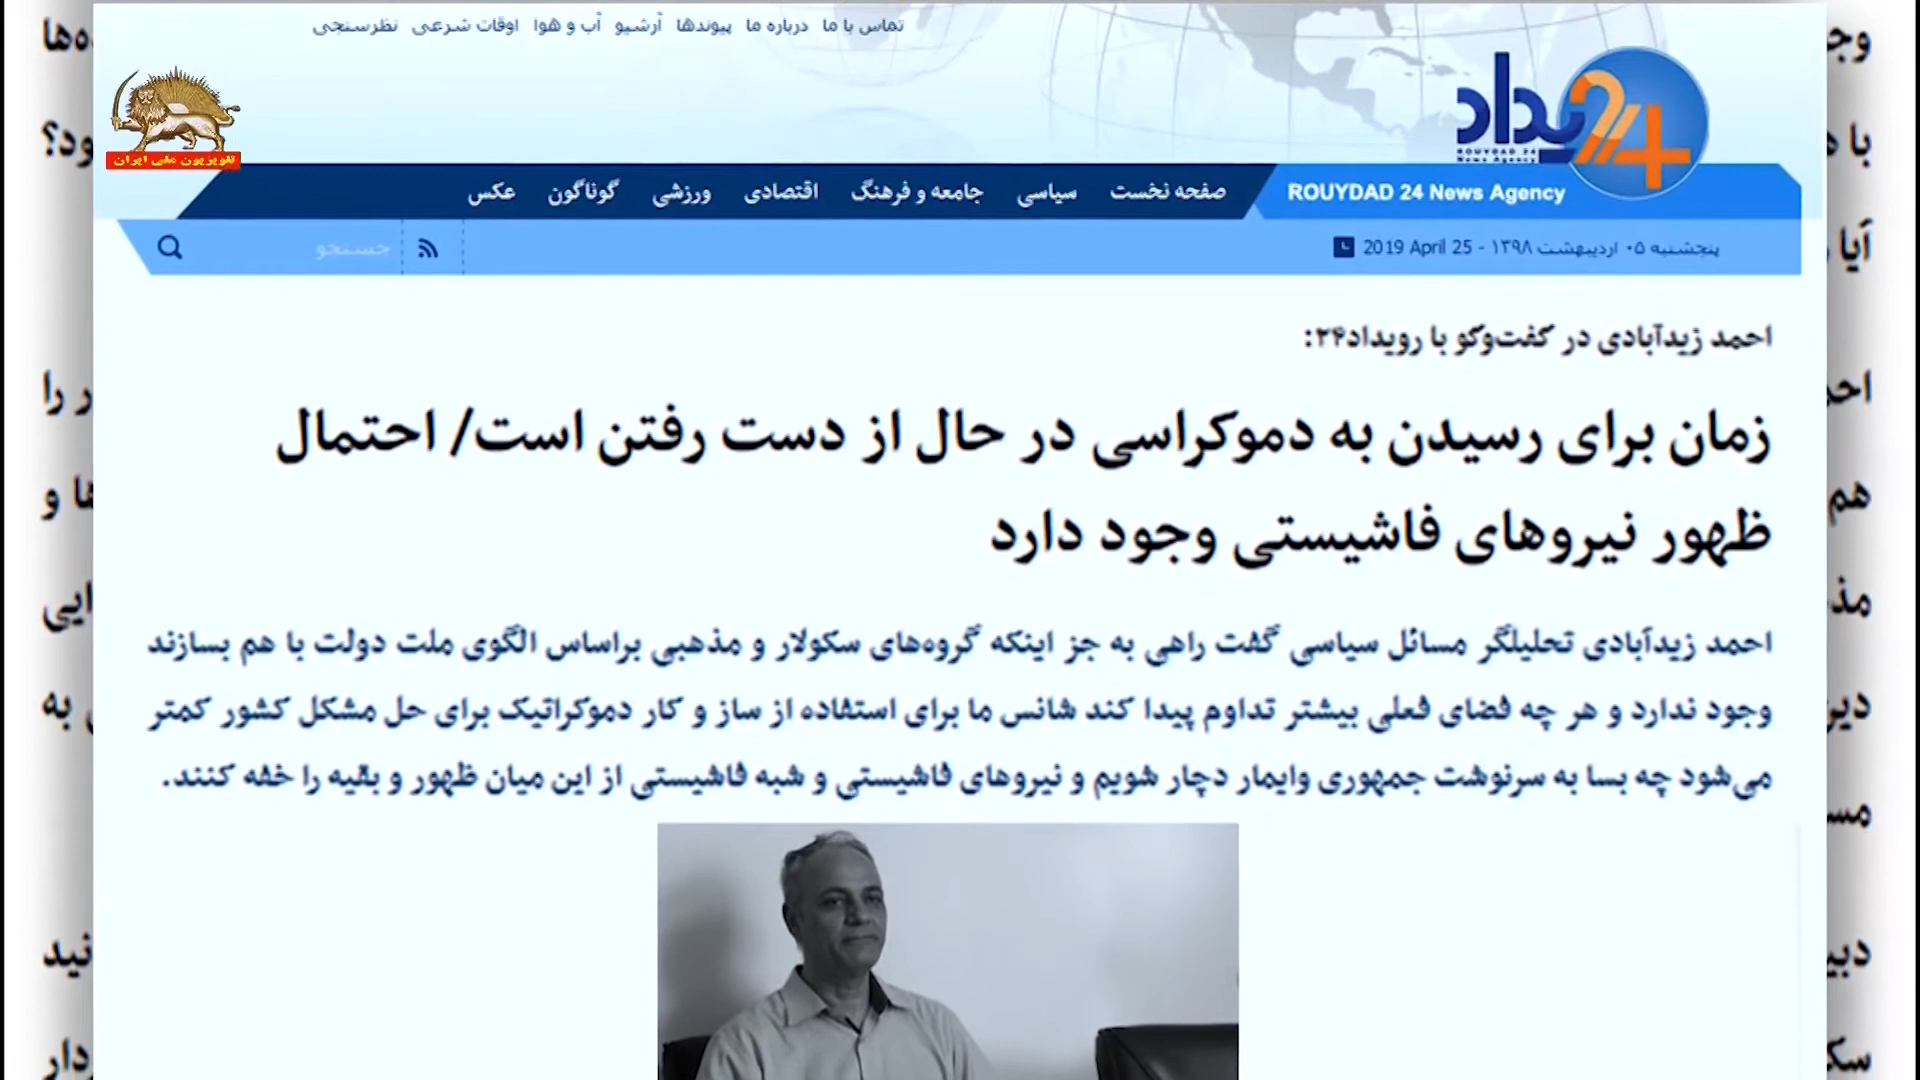 تماس با ما درباره ما پیوندها آرشیو آب و هوا اوقات شرعی نظرسنجی
تلویزیون ملی ایران
رویداد 24
ROUYDAD 24
News Agency
ROUYDAD 24 News Agency
صفحه نخست سیاسی جامعه و فرهنگ اقتصادی ورزشی گوناگون عکس
پنجشنبه ۰۵ اردیبهشت ۱۳۹۸ - 2019 April 25
جستجو
احمد زیدآبادی در گفت‌وگو با رویداد۲۴:
زمان برای رسیدن به دموکراسی در حال از دست رفتن است/ احتمال
ظهور نیروهای فاشیستی وجود دارد
احمد زیدآبادی تحلیلگر مسائل سیاسی گفت راهی به جز اینکه گروه‌های سکولار و مذهبی براساس الگوی ملت دولت با هم بسازند
وجود ندارد و هر چه فضای فعلی بیشتر تداوم پیدا کند شانس ما برای استفاده از ساز و کار دموکراتیک برای حل مشکل کشور کمتر
می‌شود چه بسا به سرنوشت جمهوری وایمار دچار شویم و نیروهای فاشیستی و شبه فاشیستی از این میان ظهور و بقیه را خفه کنند.